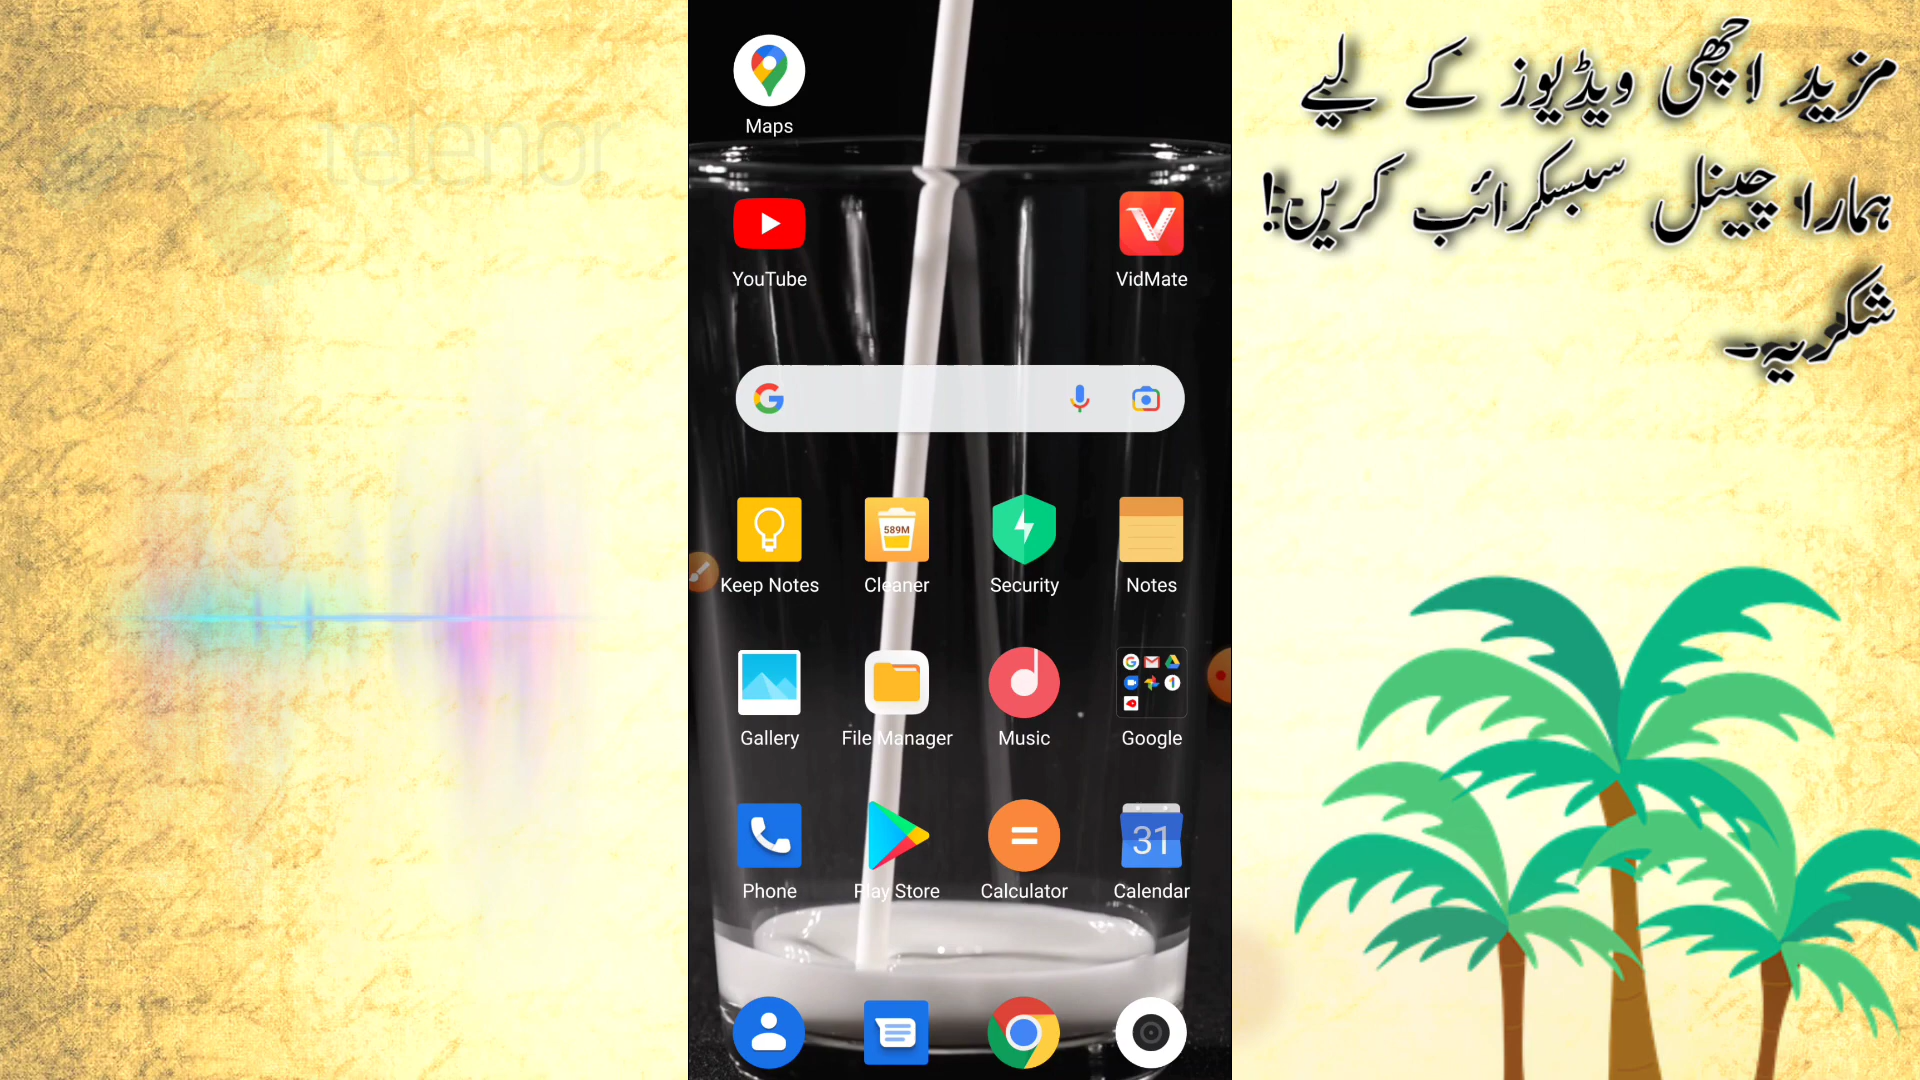 telenor
Maps
YouTube VidMate
589M
Keep Notes Cleaner Security Notes
Gallery File Manager Music Google
31
Phone Play Store Calculator Calendar
مزید اچھی ویڈیوز کے لیے
ہمارا چینل سبسکرائب کریں!
شکریہ۔